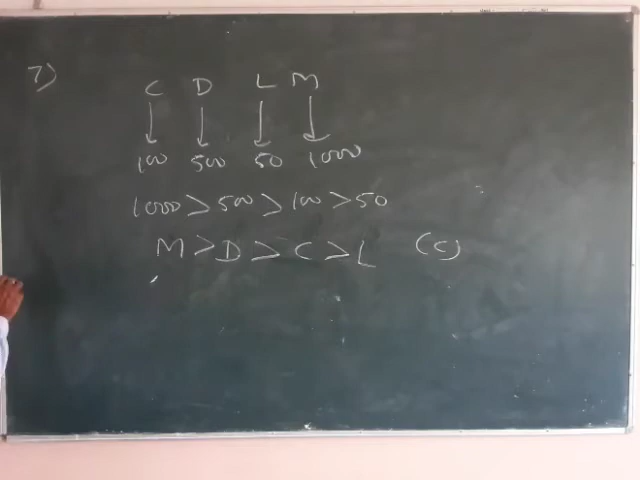 7)
C D L M
↓ ↓ ↓ ↓
100 500 50 1000
1000 > 500 > 100 > 50
M > D > C > L (C)